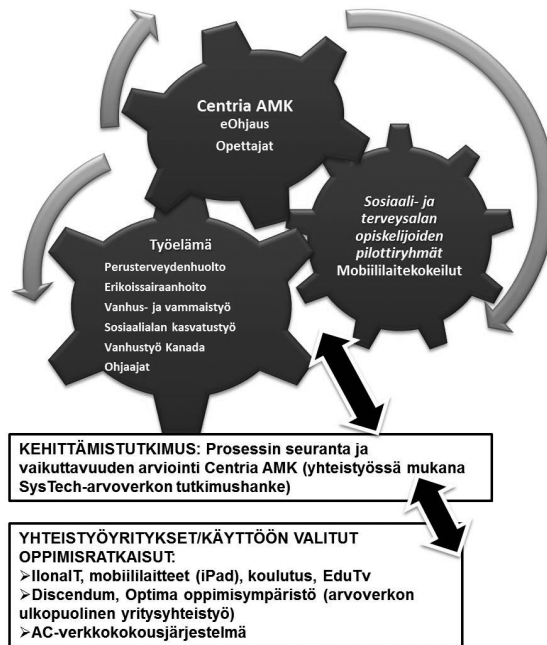 Centria AMK
eOhjaus
Opettajat
Sosiaali- ja
terveysalan
opiskelijoiden
pilottiryhmät
Mobiililaitekokeilut
Työelämä
Perusterveydenhuolto
Erikoissairaanhoito
Vanhus- ja vammaistyö
Sosiaalialan kasvatustyö
Vanhustyö Kanada
Ohjaajat
KEHITTÄMISTUTKIMUS: Prosessin seuranta ja
vaikuttavuuden arviointi Centria AMK (yhteistyössä mukana
SysTech-arvoverkon tutkimushanke)
YHTEISTYÖYRITYKSET/KÄYTTÖÖN VALITUT
OPPIMISRATKAISUT:
➢IlonaIT, mobiililaitteet (iPad), koulutus, EduTv
➢Discendum, Optima oppimisympäristö (arvoverkon
ulkopuolinen yritysyhteistyö)
➢AC-verkkokokousjärjestelmä